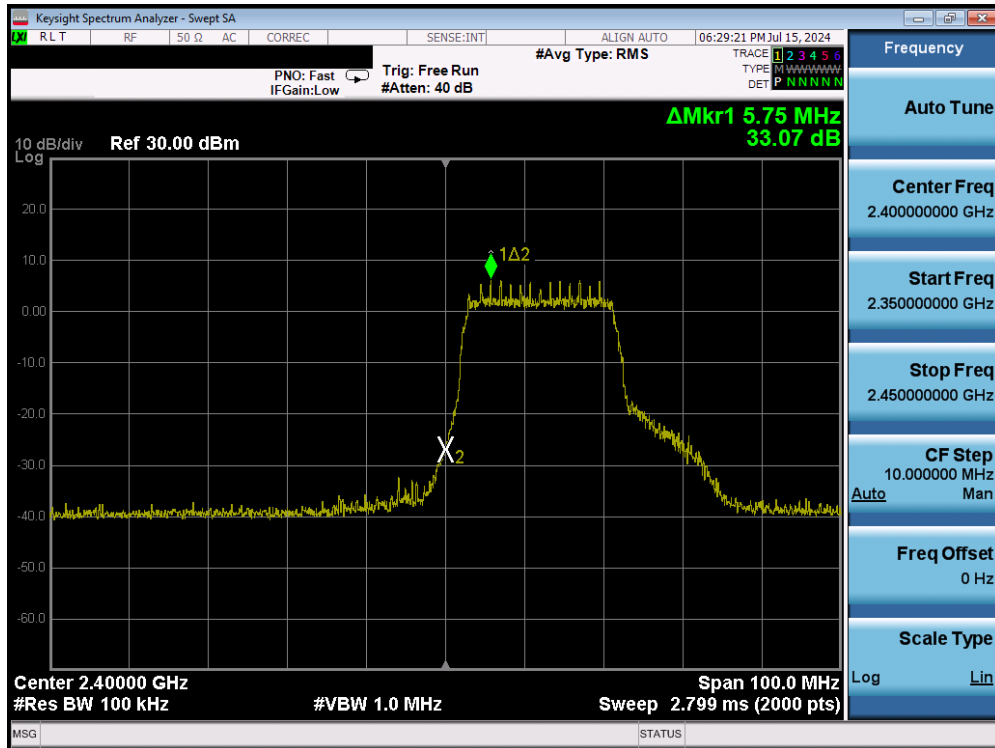 Keysight Spectrum Analyzer - Swept SA
LXI R L T RF 50 Ω AC CORREC SENSE:INT ALIGN AUTO 06:29:21 PM Jul 15, 2024
#Avg Type: RMS TRACE 1 2 3 4 5 6
PNO: Fast Trig: Free Run TYPE M WWWWW
IFGain:Low #Atten: 40 dB DET P N N N N N
ΔMkr1 5.75 MHz
33.07 dB
10 dB/div Ref 30.00 dBm
Log
20.0
10.0
0.00
-10.0
-20.0
-30.0
-40.0
-50.0
-60.0
1Δ2
2
Center 2.40000 GHz Span 100.0 MHz
#Res BW 100 kHz #VBW 1.0 MHz Sweep 2.799 ms (2000 pts)
MSG STATUS
Frequency
Auto Tune
Center Freq
2.400000000 GHz
Start Freq
2.350000000 GHz
Stop Freq
2.450000000 GHz
CF Step
10.000000 MHz
Auto Man
Freq Offset
0 Hz
Scale Type
Log Lin